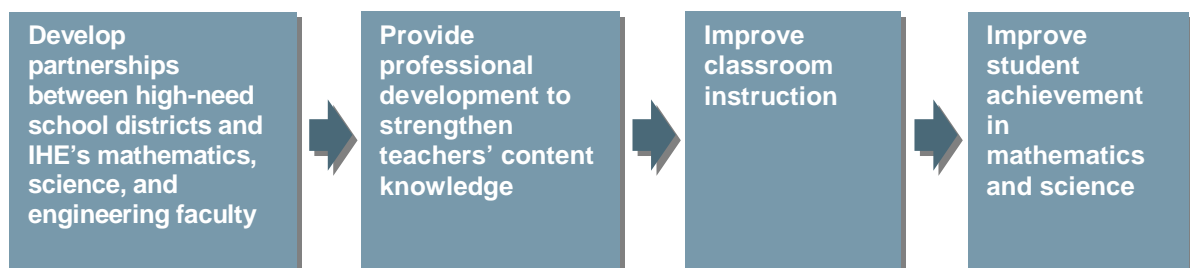 Develop
partnerships
between high-need
school districts and
IHE's mathematics,
science, and
engineering faculty
Provide
professional
development to
strengthen
teachers’ content
knowledge
Improve
classroom
instruction
Improve
student
achievement
in
mathematics
and science